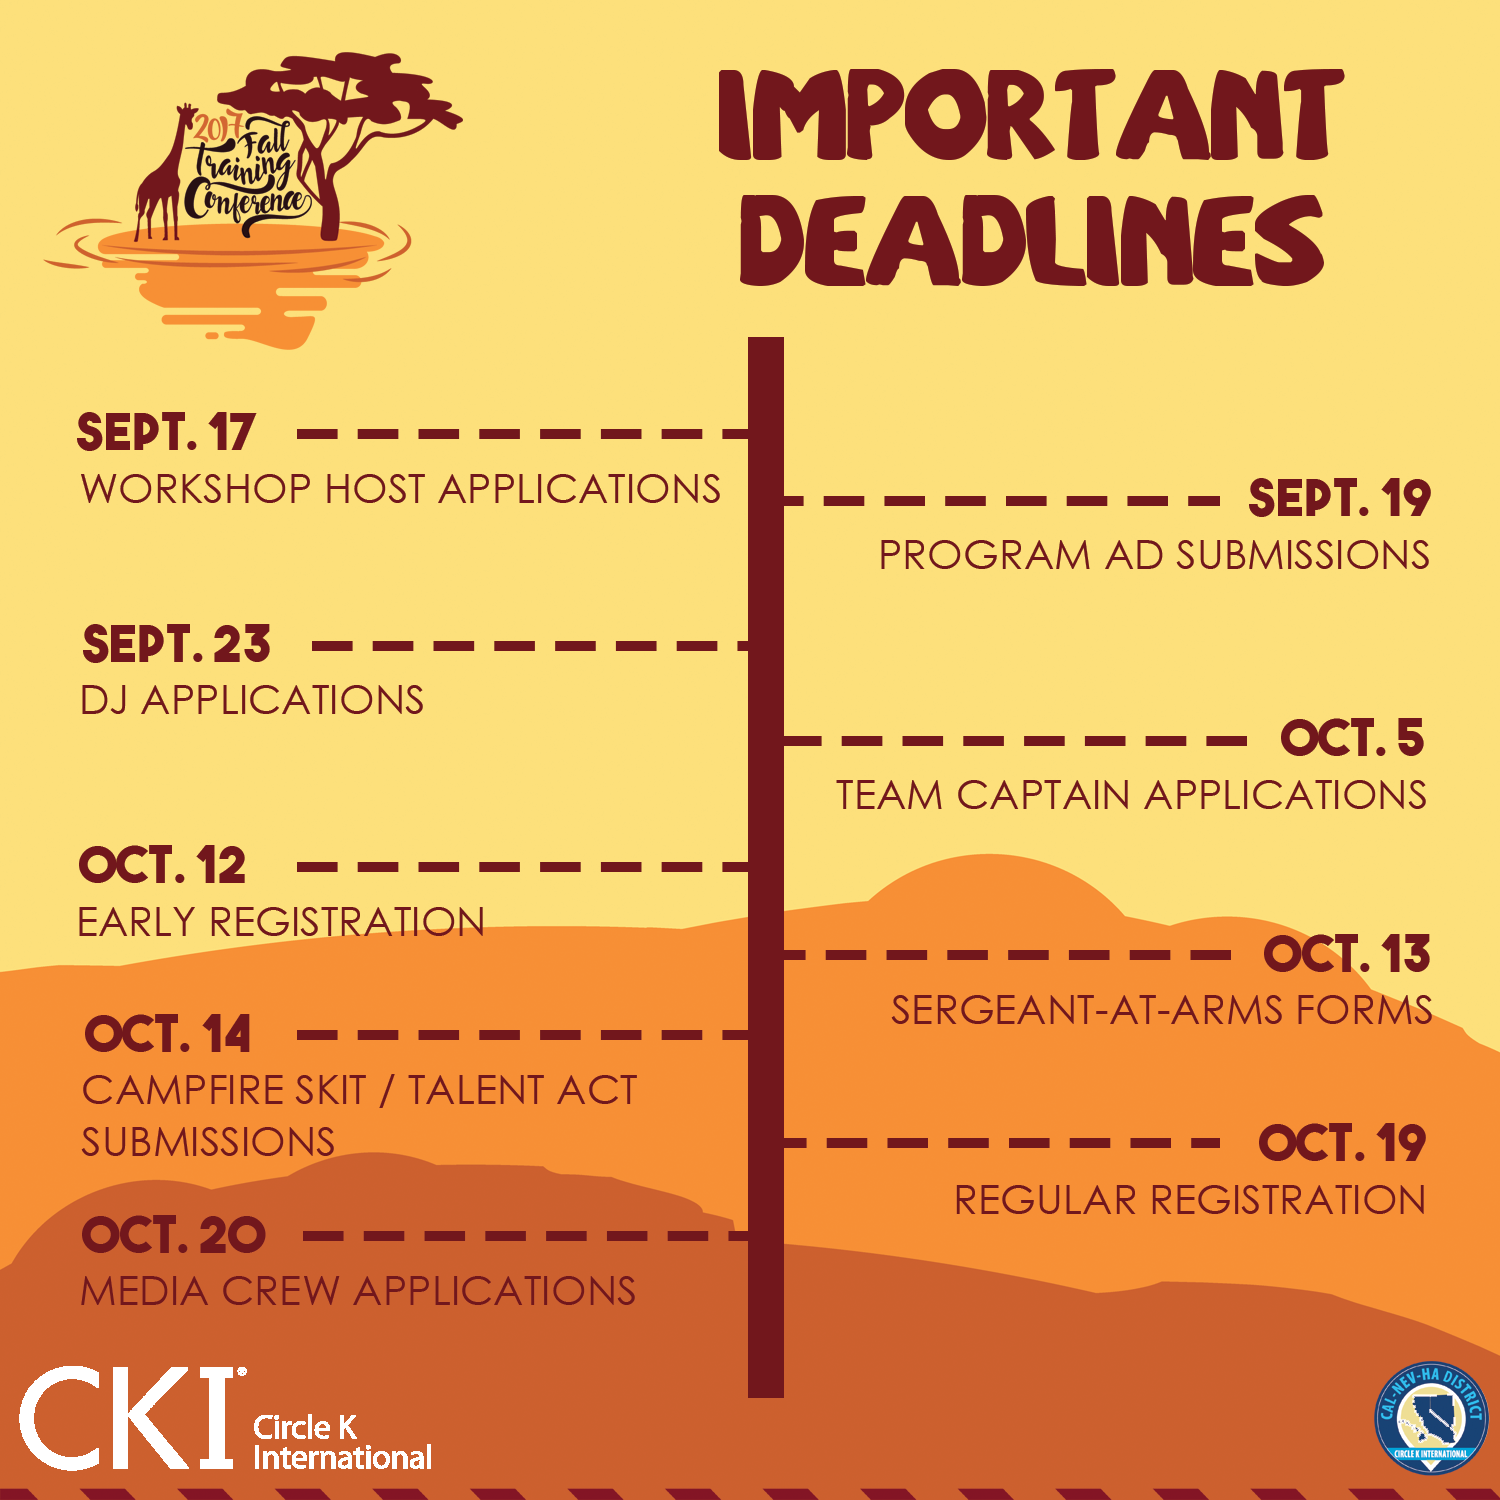 2017
Fall
Training
Conference
IMPORTANT
DEADLINES
SEPT. 17
WORKSHOP HOST APPLICATIONS
SEPT. 19
PROGRAM AD SUBMISSIONS
SEPT. 23
DJ APPLICATIONS
OCT. 5
TEAM CAPTAIN APPLICATIONS
OCT. 12
EARLY REGISTRATION
OCT. 13
SERGEANT-AT-ARMS FORMS
OCT. 14
CAMPFIRE SKIT / TALENT ACT
SUBMISSIONS
OCT. 19
REGULAR REGISTRATION
OCT. 20
MEDIA CREW APPLICATIONS
CKI®
Circle K
International
CAL-NEV-HA DISTRICT
CIRCLE K INTERNATIONAL